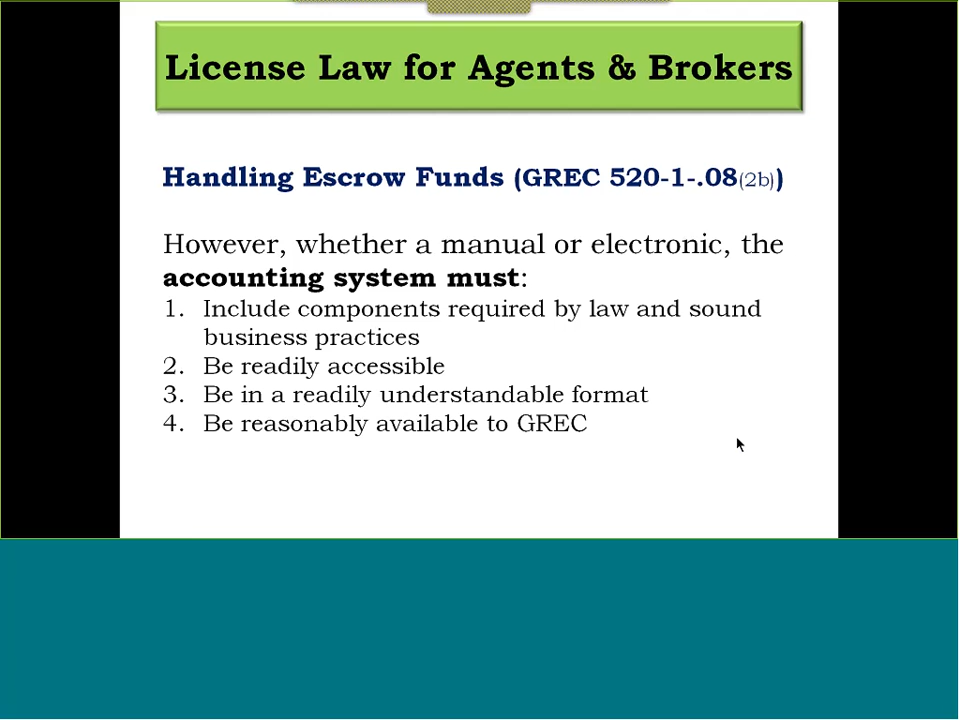 License Law for Agents & Brokers
Handling Escrow Funds (GREC 520-1-.08(2b))
However, whether a manual or electronic, the
accounting system must:
1. Include components required by law and sound
business practices
2. Be readily accessible
3. Be in a readily understandable format
4. Be reasonably available to GREC